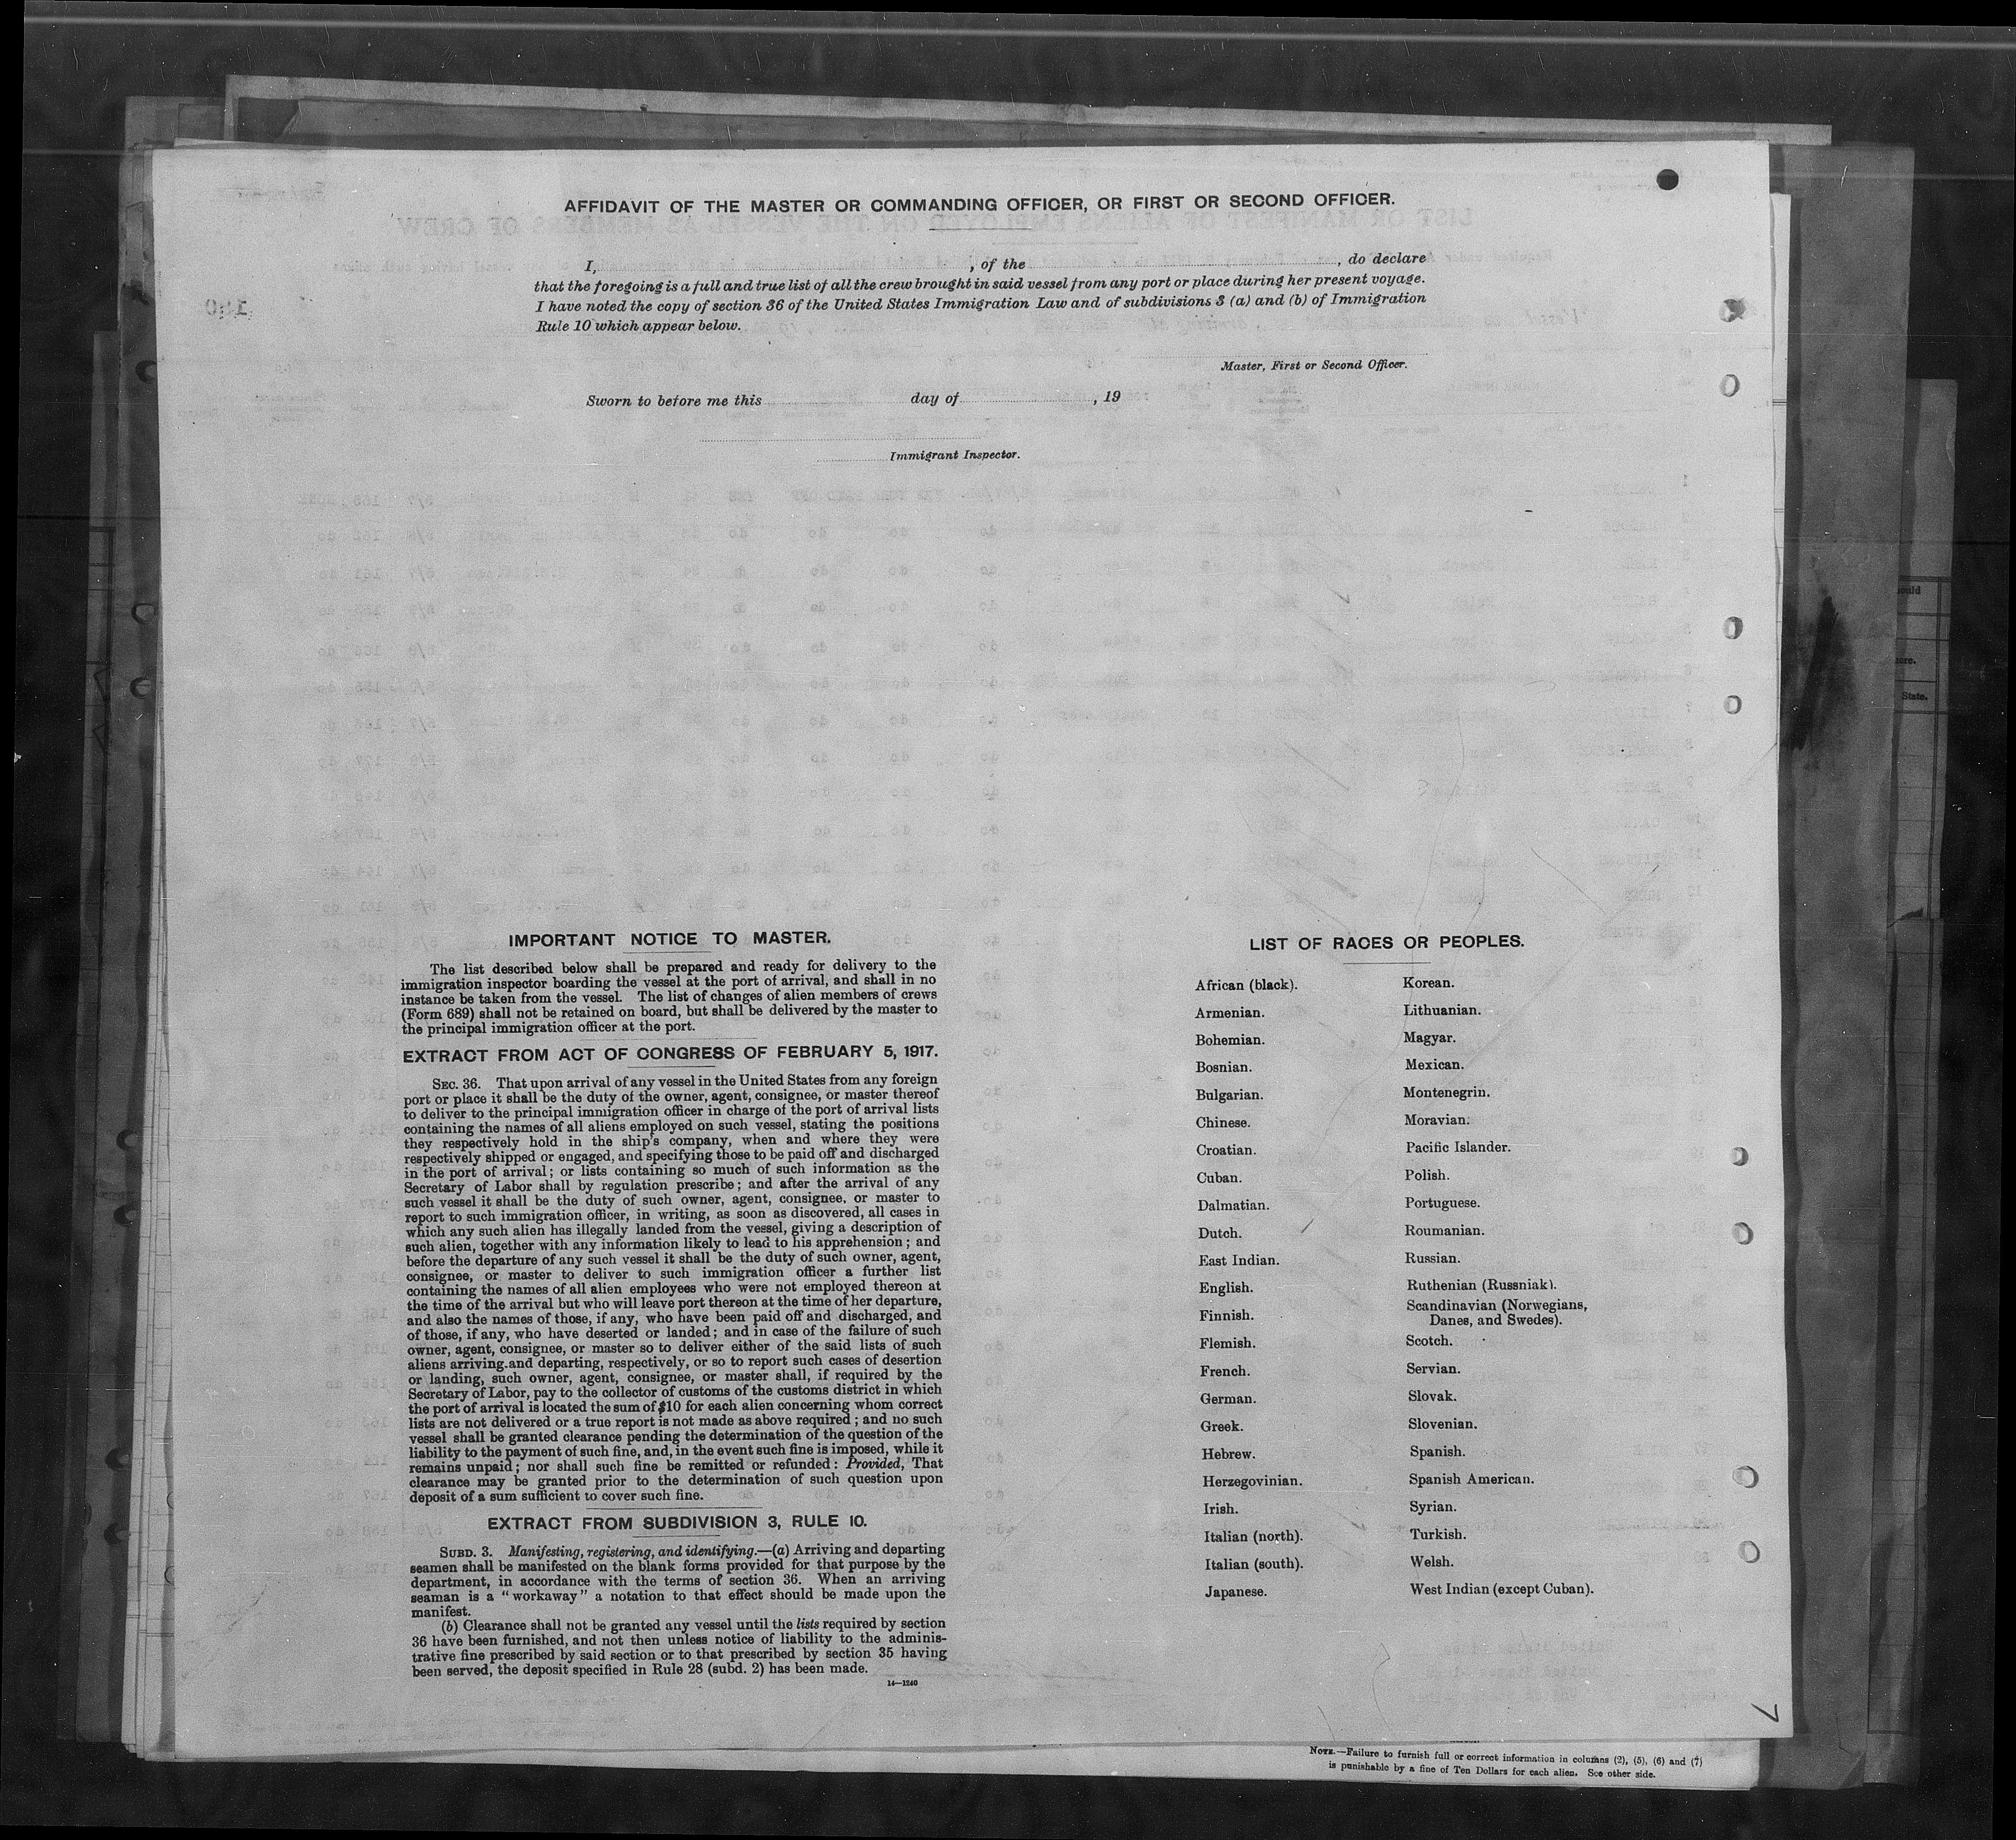 AFFIDAVIT OF THE MASTER OR COMMANDING OFFICER, OR FIRST OR SECOND OFFICER.
I, , of the , do declare
that the foregoing is a full and true list of all the crew brought in said vessel from any port or place during her present voyage.
I have noted the copy of section 36 of the United States Immigration Law and of subdivisions 3 (a) and (b) of Immigration
Rule 10 which appear below.
Master, First or Second Officer.
Sworn to before me this day of , 19
Immigrant Inspector.
IMPORTANT NOTICE TO MASTER.
The list described below shall be prepared and ready for delivery to the
immigration inspector boarding the vessel at the port of arrival, and shall in no
instance be taken from the vessel. The list of changes of alien members of crews
(Form 689) shall not be retained on board, but shall be delivered by the master to
the principal immigration officer at the port.
EXTRACT FROM ACT OF CONGRESS OF FEBRUARY 5, 1917.
SEC. 36. That upon arrival of any vessel in the United States from any foreign
port or place it shall be the duty of the owner, agent, consignee, or master thereof
to deliver to the principal immigration officer in charge of the port of arrival lists
containing the names of all aliens employed on such vessel, stating the positions
they respectively hold in the ship's company, when and where they were
respectively shipped or engaged, and specifying those to be paid off and discharged
in the port of arrival; or lists containing so much of such information as the
Secretary of Labor shall by regulation prescribe; and after the arrival of any
such vessel it shall be the duty of such owner, agent, consignee, or master to
report to such immigration officer, in writing, as soon as discovered, all cases in
which any such alien has illegally landed from the vessel, giving a description of
such alien, together with any information likely to lead to his apprehension; and
before the departure of any such vessel it shall be the duty of such owner, agent,
consignee, or master to deliver to such immigration officer a further list
containing the names of all alien employees who were not employed thereon at
the time of the arrival but who will leave port thereon at the time of her departure,
and also the names of those, if any, who have been paid off and discharged, and
of those, if any, who have deserted or landed; and in case of the failure of such
owner, agent, consignee, or master so to deliver either of the said lists of such
aliens arriving and departing, respectively, or so to report such cases of desertion
or landing, such owner, agent, consignee, or master shall, if required by the
Secretary of Labor, pay to the collector of customs of the customs district in which
the port of arrival is located the sum of $10 for each alien concerning whom correct
lists are not delivered or a true report is not made as above required; and no such
vessel shall be granted clearance pending the determination of the question of the
liability to the payment of such fine, and, in the event such fine is imposed, while it
remains unpaid; nor shall such fine be remitted or refunded: Provided, That
clearance may be granted prior to the determination of such question upon
deposit of a sum sufficient to cover such fine.
EXTRACT FROM SUBDIVISION 3, RULE 10.
SUBD. 3. Manifesting, registering, and identifying.—(a) Arriving and departing
seamen shall be manifested on the blank forms provided for that purpose by the
department, in accordance with the terms of section 36. When an arriving
seaman is a "workaway" a notation to that effect should be made upon the
manifest.
(b) Clearance shall not be granted any vessel until the lists required by section
36 have been furnished, and not then unless notice of liability to the adminis-
trative fine prescribed by said section or to that prescribed by section 35 having
been served, the deposit specified in Rule 28 (subd. 2) has been made.
14—1240
LIST OF RACES OR PEOPLES.
African (black).
Armenian.
Bohemian.
Bosnian.
Bulgarian.
Chinese.
Croatian.
Cuban.
Dalmatian.
Dutch.
East Indian.
English.
Finnish.
Flemish.
French.
German.
Greek.
Hebrew.
Herzegovinian.
Irish.
Italian (north).
Italian (south).
Japanese.
Korean.
Lithuanian.
Magyar.
Mexican.
Montenegrin.
Moravian.
Pacific Islander.
Polish.
Portuguese.
Roumanian.
Russian.
Ruthenian (Russniak).
Scandinavian (Norwegians,
Danes, and Swedes).
Scotch.
Servian.
Slovak.
Slovenian.
Spanish.
Spanish American.
Syrian.
Turkish.
Welsh.
West Indian (except Cuban).
State.
7
NOTE.—Failure to furnish full or correct information in columns (2), (5), (6) and (7)
is punishable by a fine of Ten Dollars for each alien. See other side.